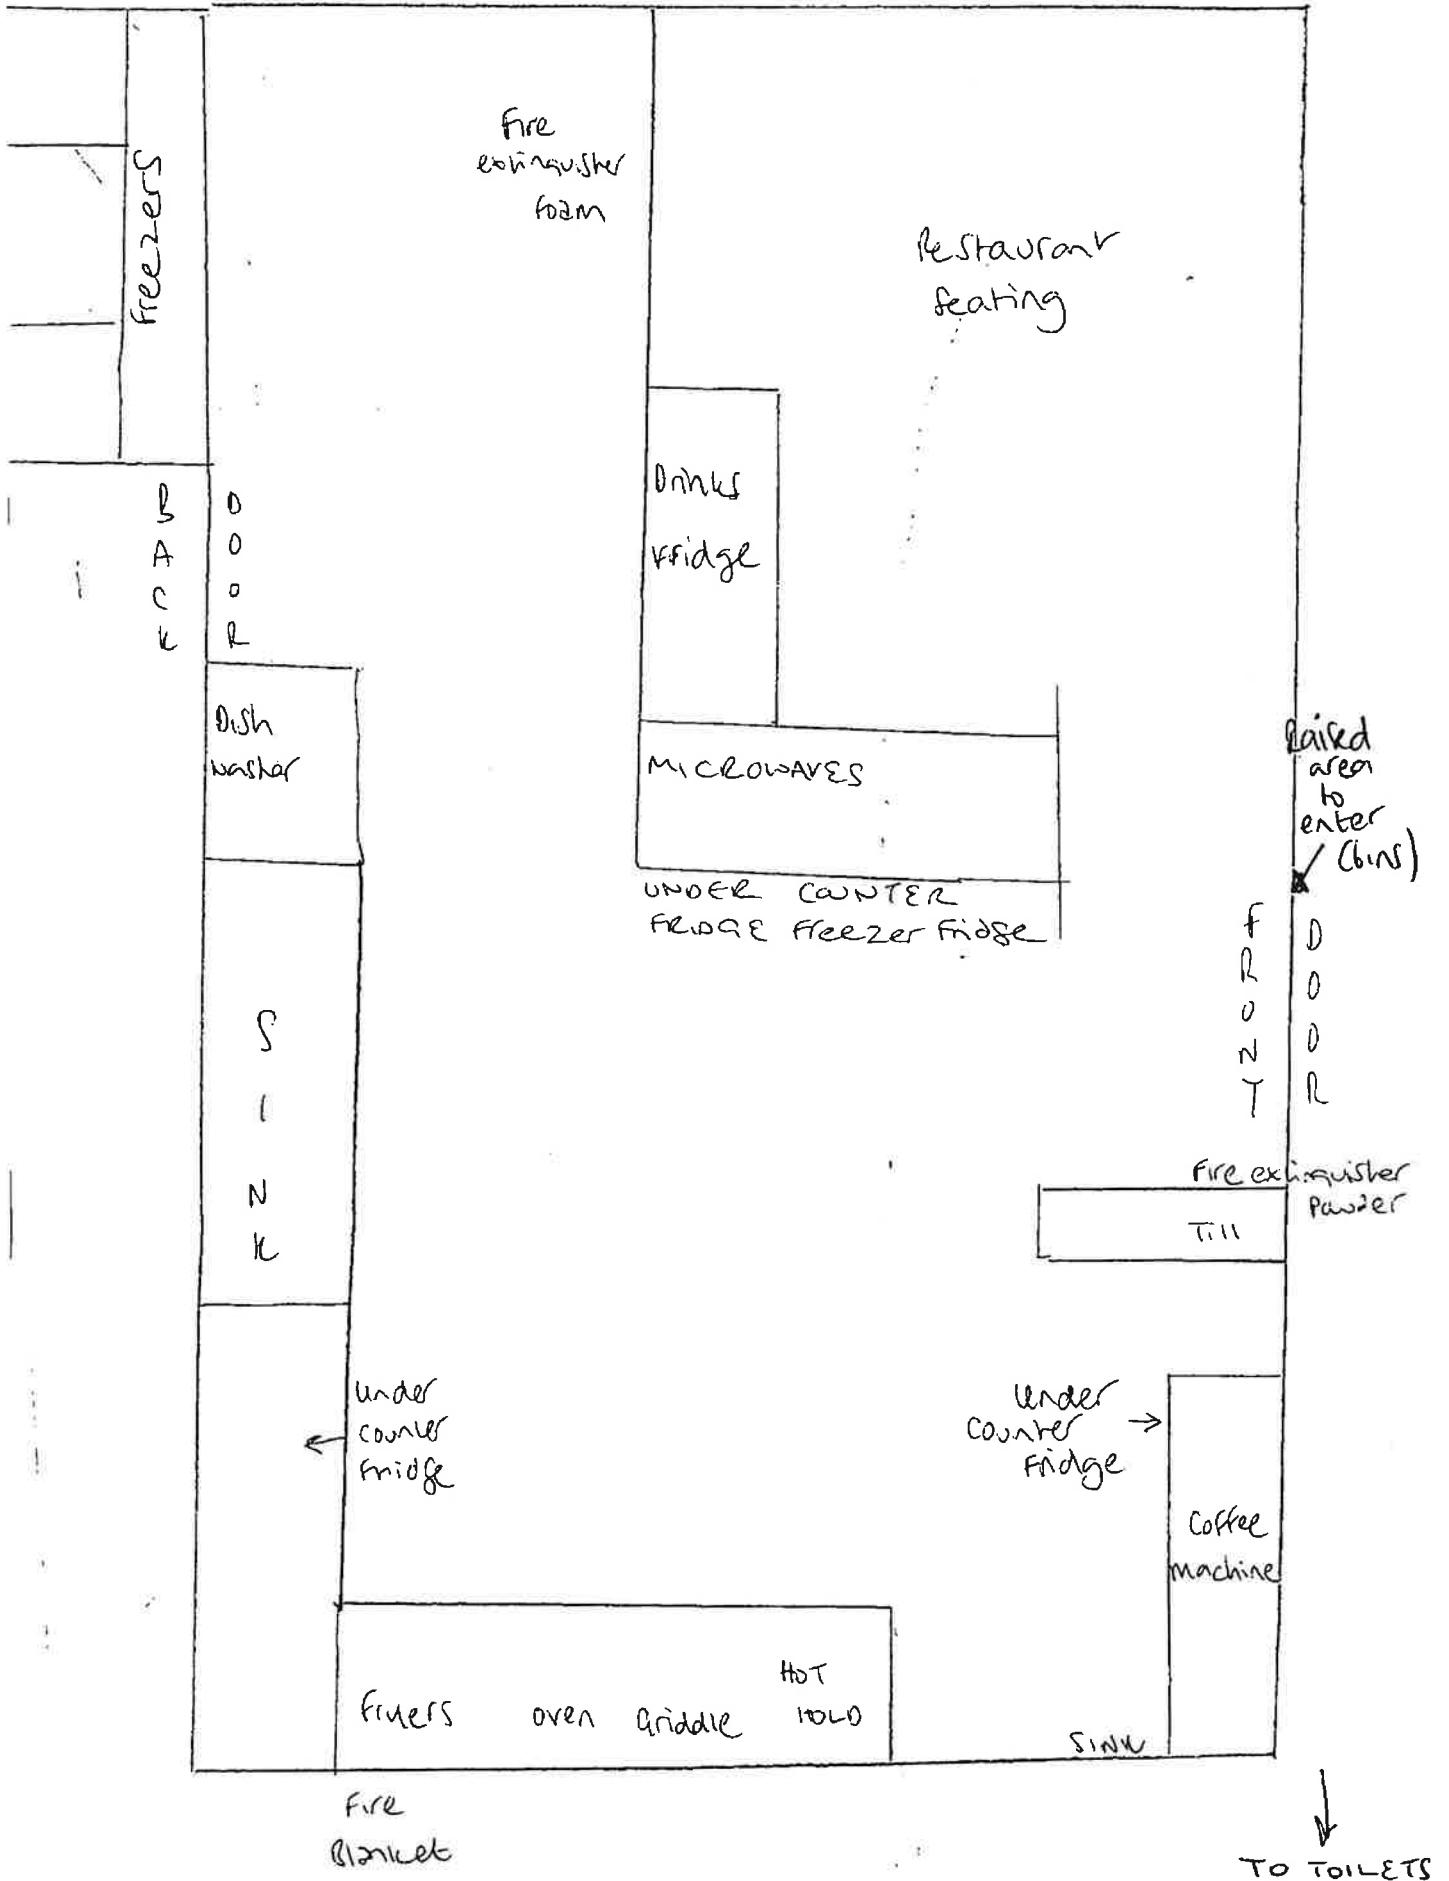 Fire
extinguisher
foam
Freezers
Restaurant
Seating
BACK
DOOR
Drinks
Fridge
Dish
washer
MICROWAVES
UNDER COUNTER
FRIDGE Freezer Fridge
Raised
area
to
enter
(bins)
FRONT
DOOR
SINK
Fire extinguisher
Powder
Till
under
counter
Fridge
Under
Counter
Fridge
Coffee
machine
HOT
HOLD
Fryers oven Griddle
SINK
Fire
Blanket
TO TOILETS